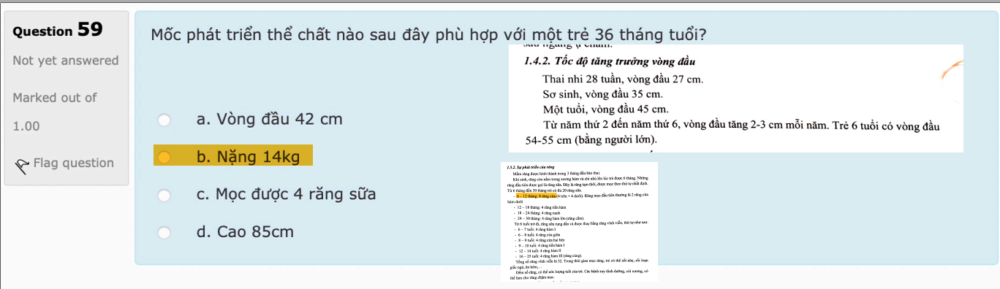 Question 59
Not yet answered
Marked out of
1.00
Flag question
Mốc phát triển thể chất nào sau đây phù hợp với một trẻ 36 tháng tuổi?
a. Vòng đầu 42 cm
b. Nặng 14kg
c. Mọc được 4 răng sữa
d. Cao 85cm
1.4.2. Tốc độ tăng trưởng vòng đầu
Thai nhi 28 tuần, vòng đầu 27 cm.
Sơ sinh, vòng đầu 35 cm.
Một tuổi, vòng đầu 45 cm.
Từ năm thứ 2 đến năm thứ 6, vòng đầu tăng 2-3 cm mỗi năm. Trẻ 6 tuổi có vòng đầu
54-55 cm (bằng người lớn).
1.5.2. Sự phát triển của răng
Mầm răng được hình thành trong 3 tháng đầu bào thai.
Khi sinh, răng còn nằm trong xương hàm và chỉ nhú lên lúc trẻ được 6 tháng. Những
răng đầu tiên được gọi là răng sữa. Đây là răng tạm thời, được mọc theo thứ tự nhất định.
Từ 6 tháng đến 30 tháng trẻ có đủ 20 răng sữa.
- 6 – 12 tháng: 8 răng cửa (4 trên + 4 dưới). Răng mọc đầu tiên thường là 2 răng cửa
hàm dưới
- 12 – 18 tháng: 4 răng tiền hàm
- 18 – 24 tháng: 4 răng nanh
- 24 – 30 tháng: 4 răng hàm lớn (răng cấm).
Từ 6 tuổi trở đi, răng sữa rụng dần và được thay bằng răng vĩnh viễn, thứ tự như sau:
- 6 – 7 tuổi: 4 răng hàm I
- 6 – 8 tuổi: 4 răng cửa giữa
- 8 – 9 tuổi: 4 răng cửa hai bên
- 9 – 10 tuổi: 4 răng tiền hàm I
- 12 – 14 tuổi: 4 răng hàm II
- 16 – 25 tuổi: 4 răng hàm III (răng cùng).
Tổng số răng vĩnh viễn là 32. Trong thời gian mọc răng, trẻ có thể sốt nhẹ, rối loạn
giấc ngủ, ăn kém,...
Đếm số răng, có thể ước lượng tuổi của trẻ. Các bệnh suy dinh dưỡng, còi xương, có
thể làm cho răng chậm mọc.